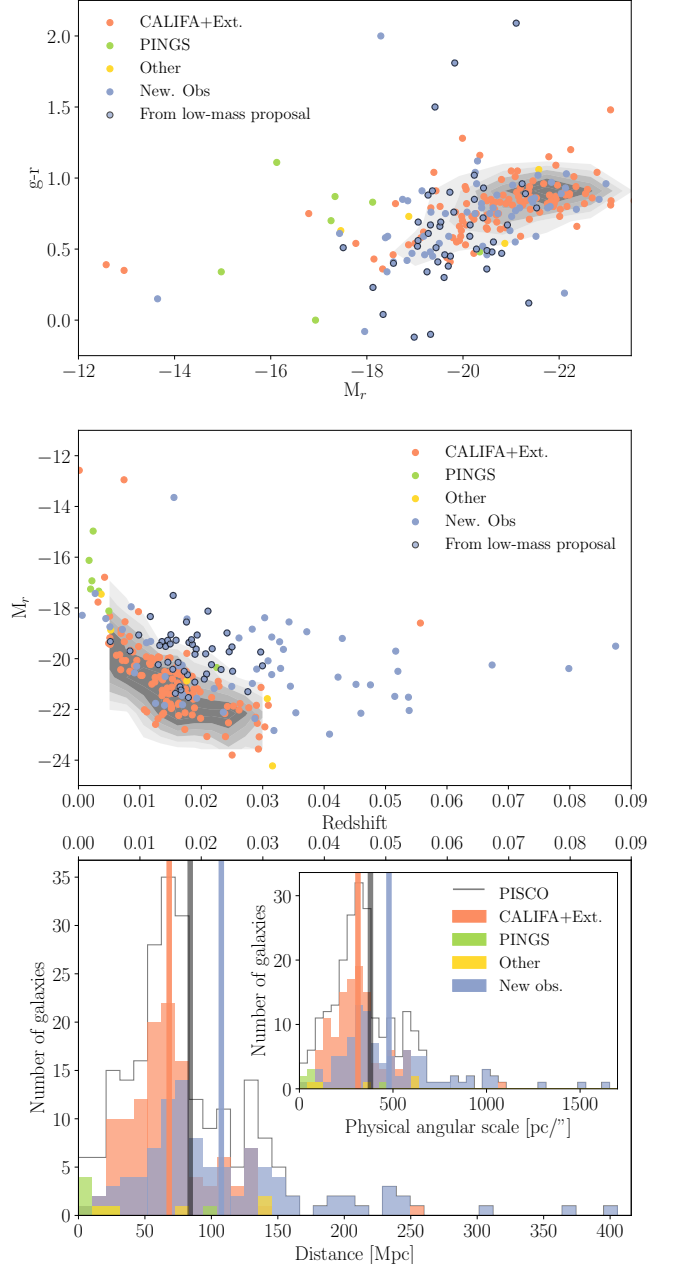 CALIFA+Ext.
PINGS
Other
New. Obs
From low-mass proposal
2.0
1.5
1.0
0.5
0.0
g-r
−12 −14 −16 −18 −20 −22
M_r
CALIFA+Ext.
PINGS
Other
New. Obs
From low-mass proposal
−12
−14
−16
−18
−20
−22
−24
M_r
0.00 0.01 0.02 0.03 0.04 0.05 0.06 0.07 0.08 0.09
Redshift
0.00 0.01 0.02 0.03 0.04 0.05 0.06 0.07 0.08 0.09
35
30
25
20
15
10
5
0
Number of galaxies
0 50 100 150 200 250 300 350 400
Distance [Mpc]
PISCO
CALIFA+Ext.
PINGS
Other
New obs.
30
20
10
0
Number of galaxies
0 500 1000 1500
Physical angular scale [pc/”]